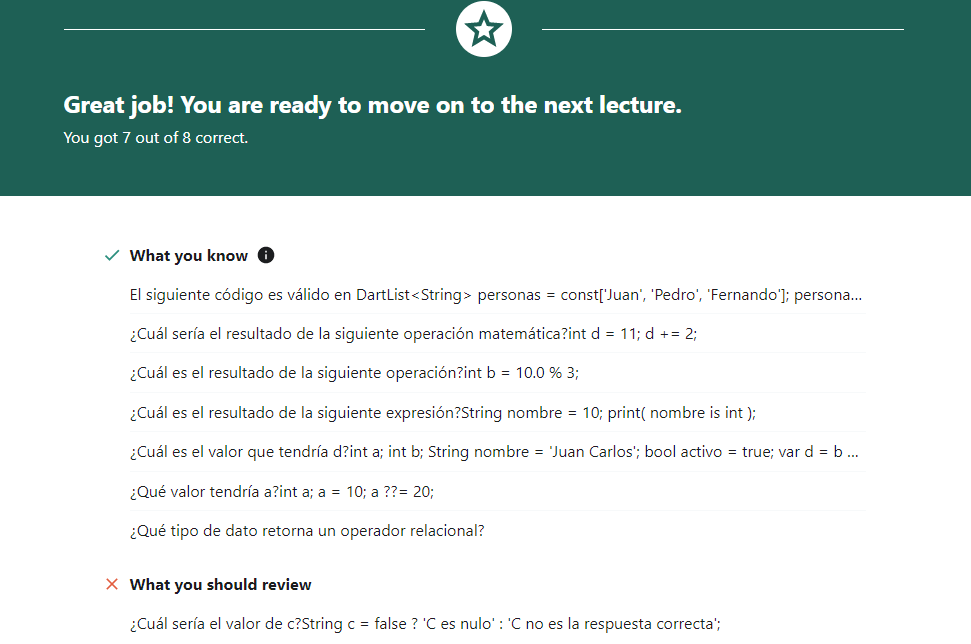 Great job! You are ready to move on to the next lecture.
You got 7 out of 8 correct.
What you know
El siguiente código es válido en DartList<String> personas = const['Juan', 'Pedro', 'Fernando']; persona...
¿Cuál sería el resultado de la siguiente operación matemática?int d = 11; d += 2;
¿Cuál es el resultado de la siguiente operación?int b = 10.0 % 3;
¿Cuál es el resultado de la siguiente expresión?String nombre = 10; print( nombre is int );
¿Cuál es el valor que tendría d?int a; int b; String nombre = 'Juan Carlos'; bool activo = true; var d = b ...
¿Qué valor tendría a?int a; a = 10; a ??= 20;
¿Qué tipo de dato retorna un operador relacional?
What you should review
¿Cuál sería el valor de c?String c = false ? 'C es nulo' : 'C no es la respuesta correcta';